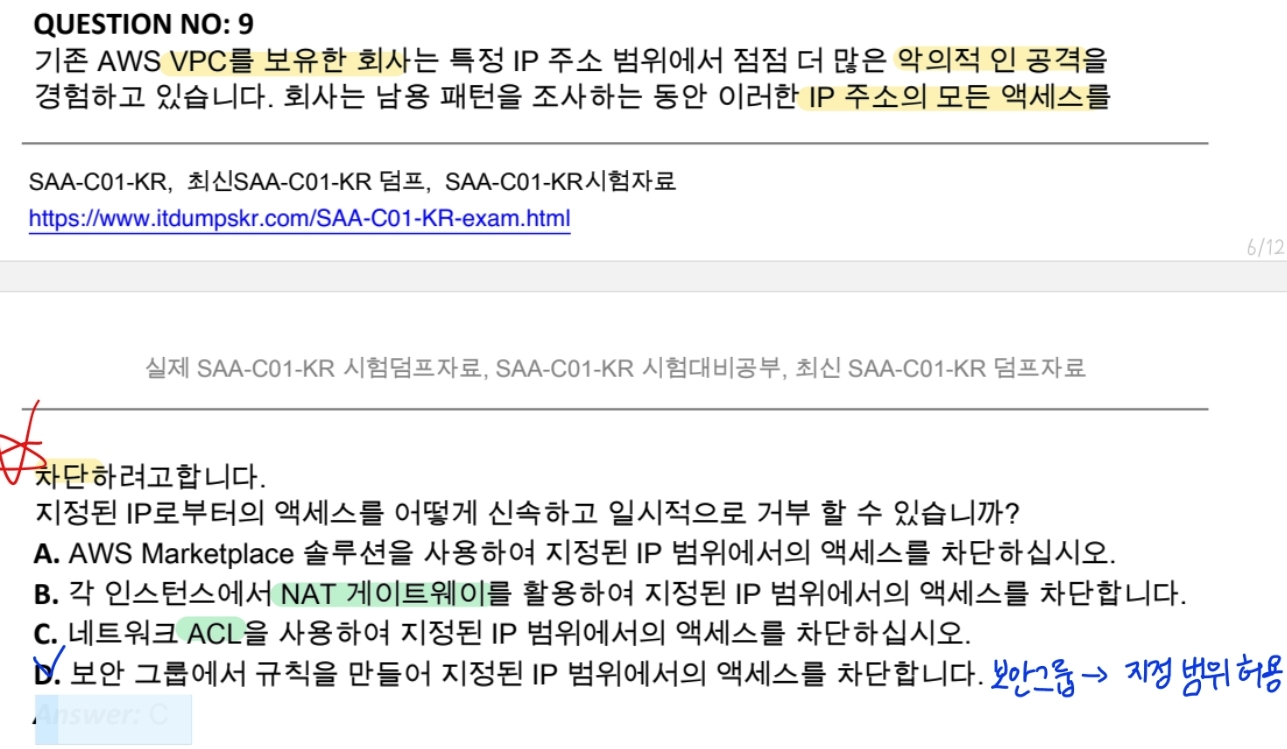 QUESTION NO: 9
기존 AWS VPC를 보유한 회사는 특정 IP 주소 범위에서 점점 더 많은 악의적 인 공격을
경험하고 있습니다. 회사는 남용 패턴을 조사하는 동안 이러한 IP 주소의 모든 액세스를
SAA-C01-KR, 최신SAA-C01-KR 덤프, SAA-C01-KR시험자료
https://www.itdumpskr.com/SAA-C01-KR-exam.html
6/12
실제 SAA-C01-KR 시험덤프자료, SAA-C01-KR 시험대비공부, 최신 SAA-C01-KR 덤프자료
차단하려고합니다.
지정된 IP로부터의 액세스를 어떻게 신속하고 일시적으로 거부 할 수 있습니까?
A. AWS Marketplace 솔루션을 사용하여 지정된 IP 범위에서의 액세스를 차단하십시오.
B. 각 인스턴스에서 NAT 게이트웨이를 활용하여 지정된 IP 범위에서의 액세스를 차단합니다.
C. 네트워크 ACL을 사용하여 지정된 IP 범위에서의 액세스를 차단하십시오.
D. 보안 그룹에서 규칙을 만들어 지정된 IP 범위에서의 액세스를 차단합니다. 보안그룹 → 지정 범위 허용
Answer: C